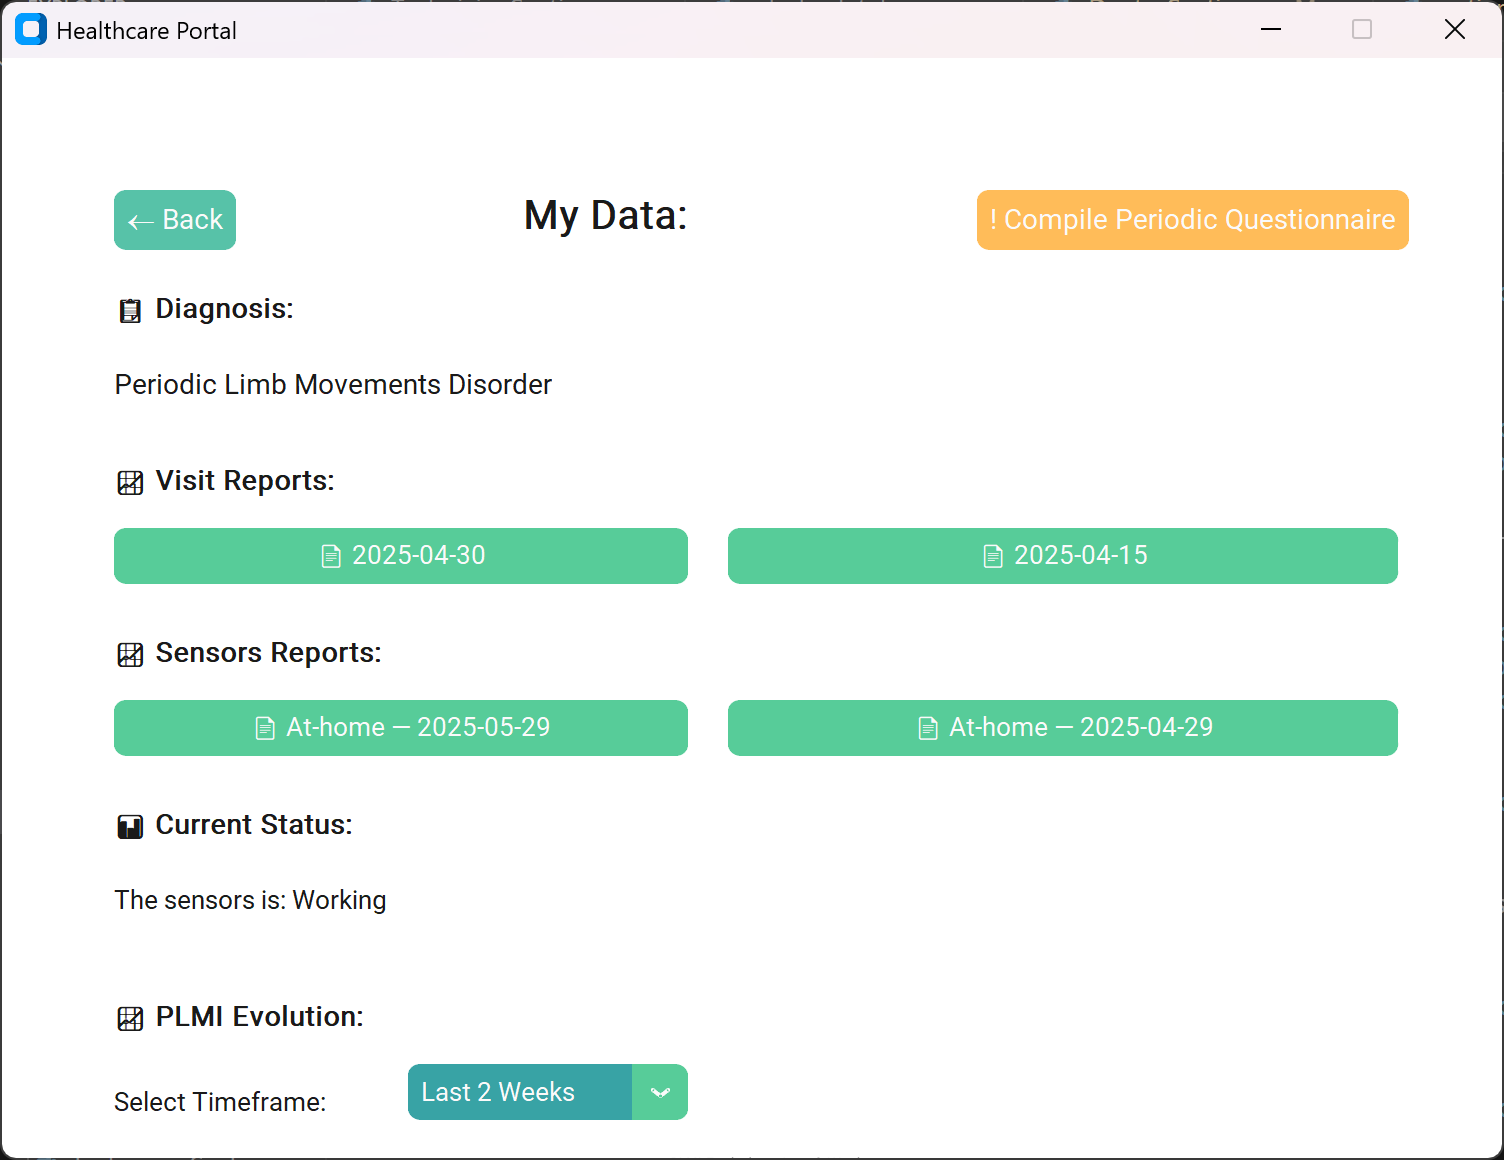 Healthcare Portal
← Back
My Data:
! Compile Periodic Questionnaire
Diagnosis:
Periodic Limb Movements Disorder
Visit Reports:
2025-04-30
2025-04-15
Sensors Reports:
At-home — 2025-05-29
At-home — 2025-04-29
Current Status:
The sensors is: Working
PLMI Evolution:
Select Timeframe:
Last 2 Weeks